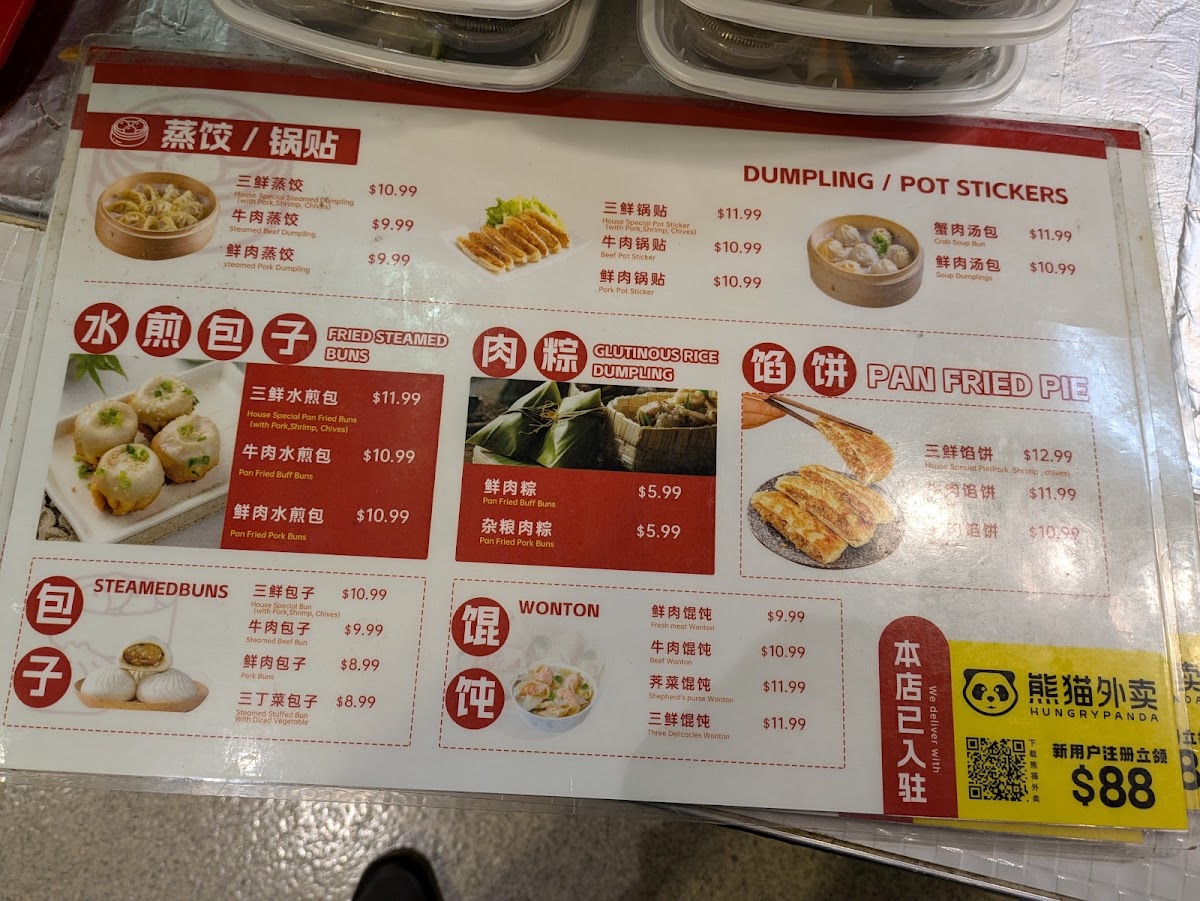 蒸饺 / 锅贴
DUMPLING / POT STICKERS
三鲜蒸饺 $10.99
House Special Steamed Dumpling
(with Pork,Shrimp, Chives)
牛肉蒸饺 $9.99
Steamed Beef Dumpling
鲜肉蒸饺 $9.99
steamed Pork Dumpling
三鲜锅贴 $11.99
House Special Pot Sticker
(with Pork,Shrimp, Chives)
牛肉锅贴 $10.99
Beef Pot Sticker
鲜肉锅贴 $10.99
Pork Pot Sticker
蟹肉汤包 $11.99
Crab Soup Bun
鲜肉汤包 $10.99
Soup Dumplings
水煎包子
FRIED STEAMED
BUNS
三鲜水煎包 $11.99
House Special Pan Fried Buns
(with Pork,Shrimp, Chives)
牛肉水煎包 $10.99
Pan Fried Buff Buns
鲜肉水煎包 $10.99
Pan Fried Pork Buns
肉粽
GLUTINOUS RICE
DUMPLING
鲜肉粽 $5.99
Pan Fried Buff Buns
杂粮肉粽 $5.99
Pan Fried Pork Buns
馅饼 PAN FRIED PIE
三鲜馅饼 $12.99
House Special Pie(Pork, Shrimp , chives)
肉馅饼 $11.99
馅饼 $10.99
包子
STEAMEDBUNS
三鲜包子 $10.99
House Special Bun
(with Pork,Shrimp, Chives)
牛肉包子 $9.99
Steamed Beef Bun
鲜肉包子 $8.99
Pork Buns
三丁菜包子 $8.99
Steamed Stuffed Bun
With Diced Vegetable
馄饨
WONTON
鲜肉馄饨 $9.99
Fresh meat Wonton
牛肉馄饨 $10.99
Beef Wonton
荠菜馄饨 $11.99
Shepherd's purse Wonton
三鲜馄饨 $11.99
Three Delicacies Wonton
本店已入驻
We deliver with
熊猫外卖
HUNGRYPANDA
下载熊猫外卖
新用户注册立领
$88